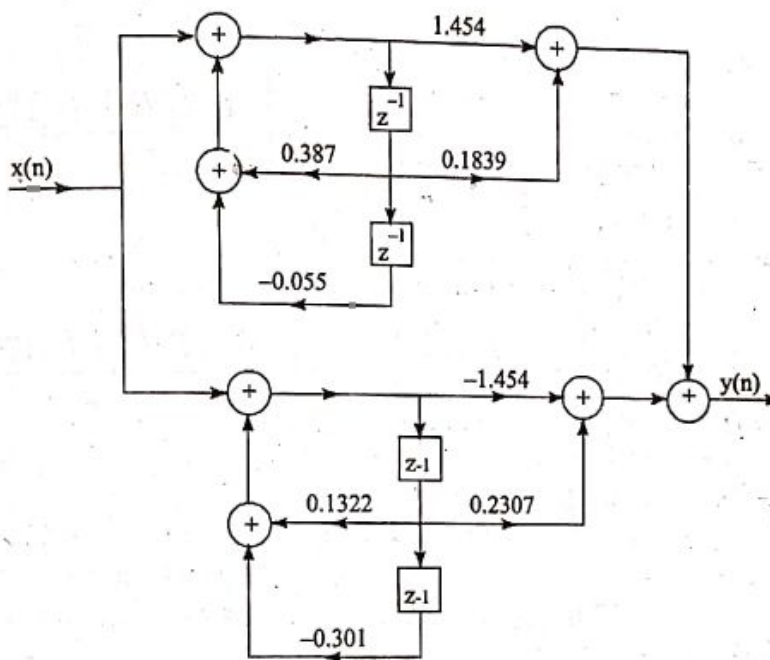 1.454
z⁻¹
x(n)
0.387
0.1839
z⁻¹
−0.055
−1.454
y(n)
z-1
0.1322
0.2307
z-1
−0.301